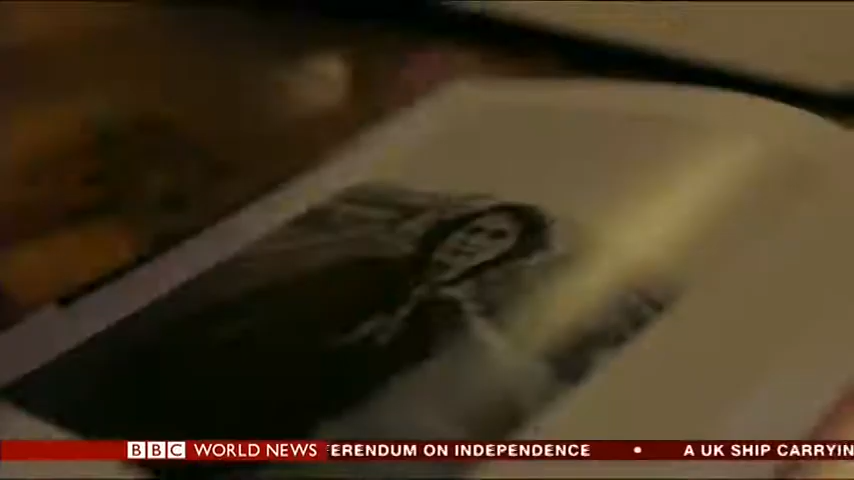 BBC WORLD NEWS ERENDUM ON INDEPENDENCE • A UK SHIP CARRYIN